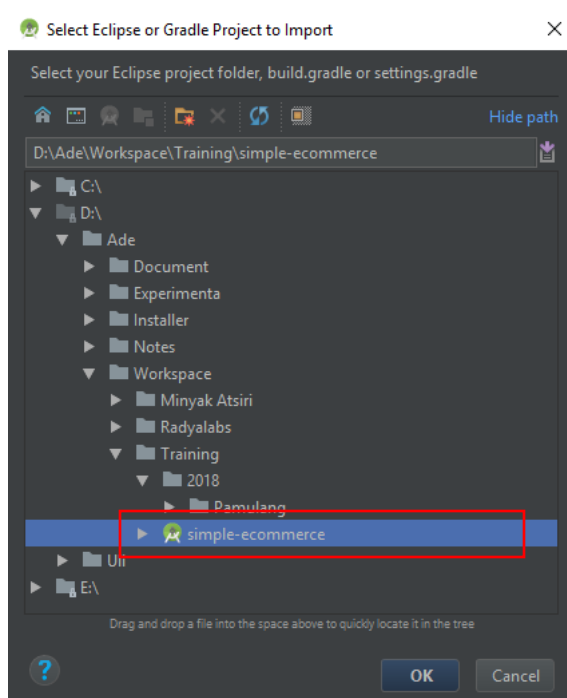 Select Eclipse or Gradle Project to Import
Select your Eclipse project folder, build.gradle or settings.gradle
Hide path
D:\Ade\Workspace\Training\simple-ecommerce
C:\
D:\
Ade
Document
Experimenta
Installer
Notes
Workspace
Minyak Atsiri
Radyalabs
Training
2018
Pamulang
simple-ecommerce
E:\
Drag and drop a file into the space above to quickly locate it in the tree
?
OK Cancel